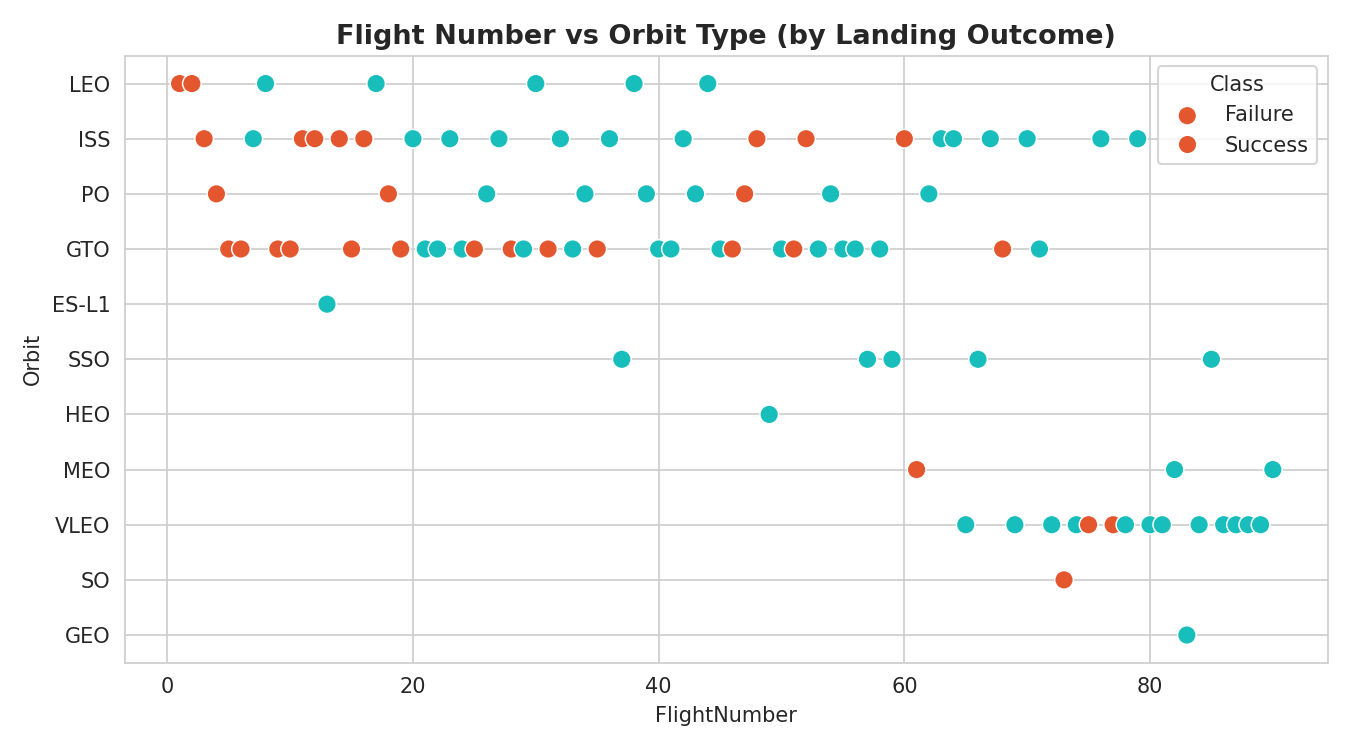 Flight Number vs Orbit Type (by Landing Outcome)
Class
Failure
Success
Orbit
LEO
ISS
PO
GTO
ES-L1
SSO
HEO
MEO
VLEO
SO
GEO
0 20 40 60 80
FlightNumber